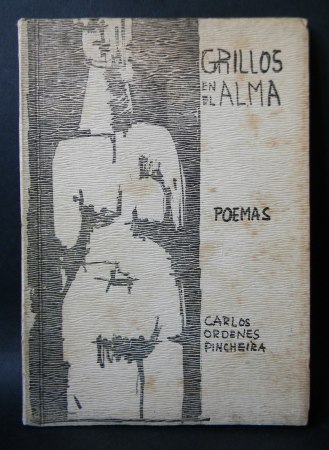 GRILLOS
EN
EL ALMA
POEMAS
CARLOS
ORDENES
PINCHEIRA